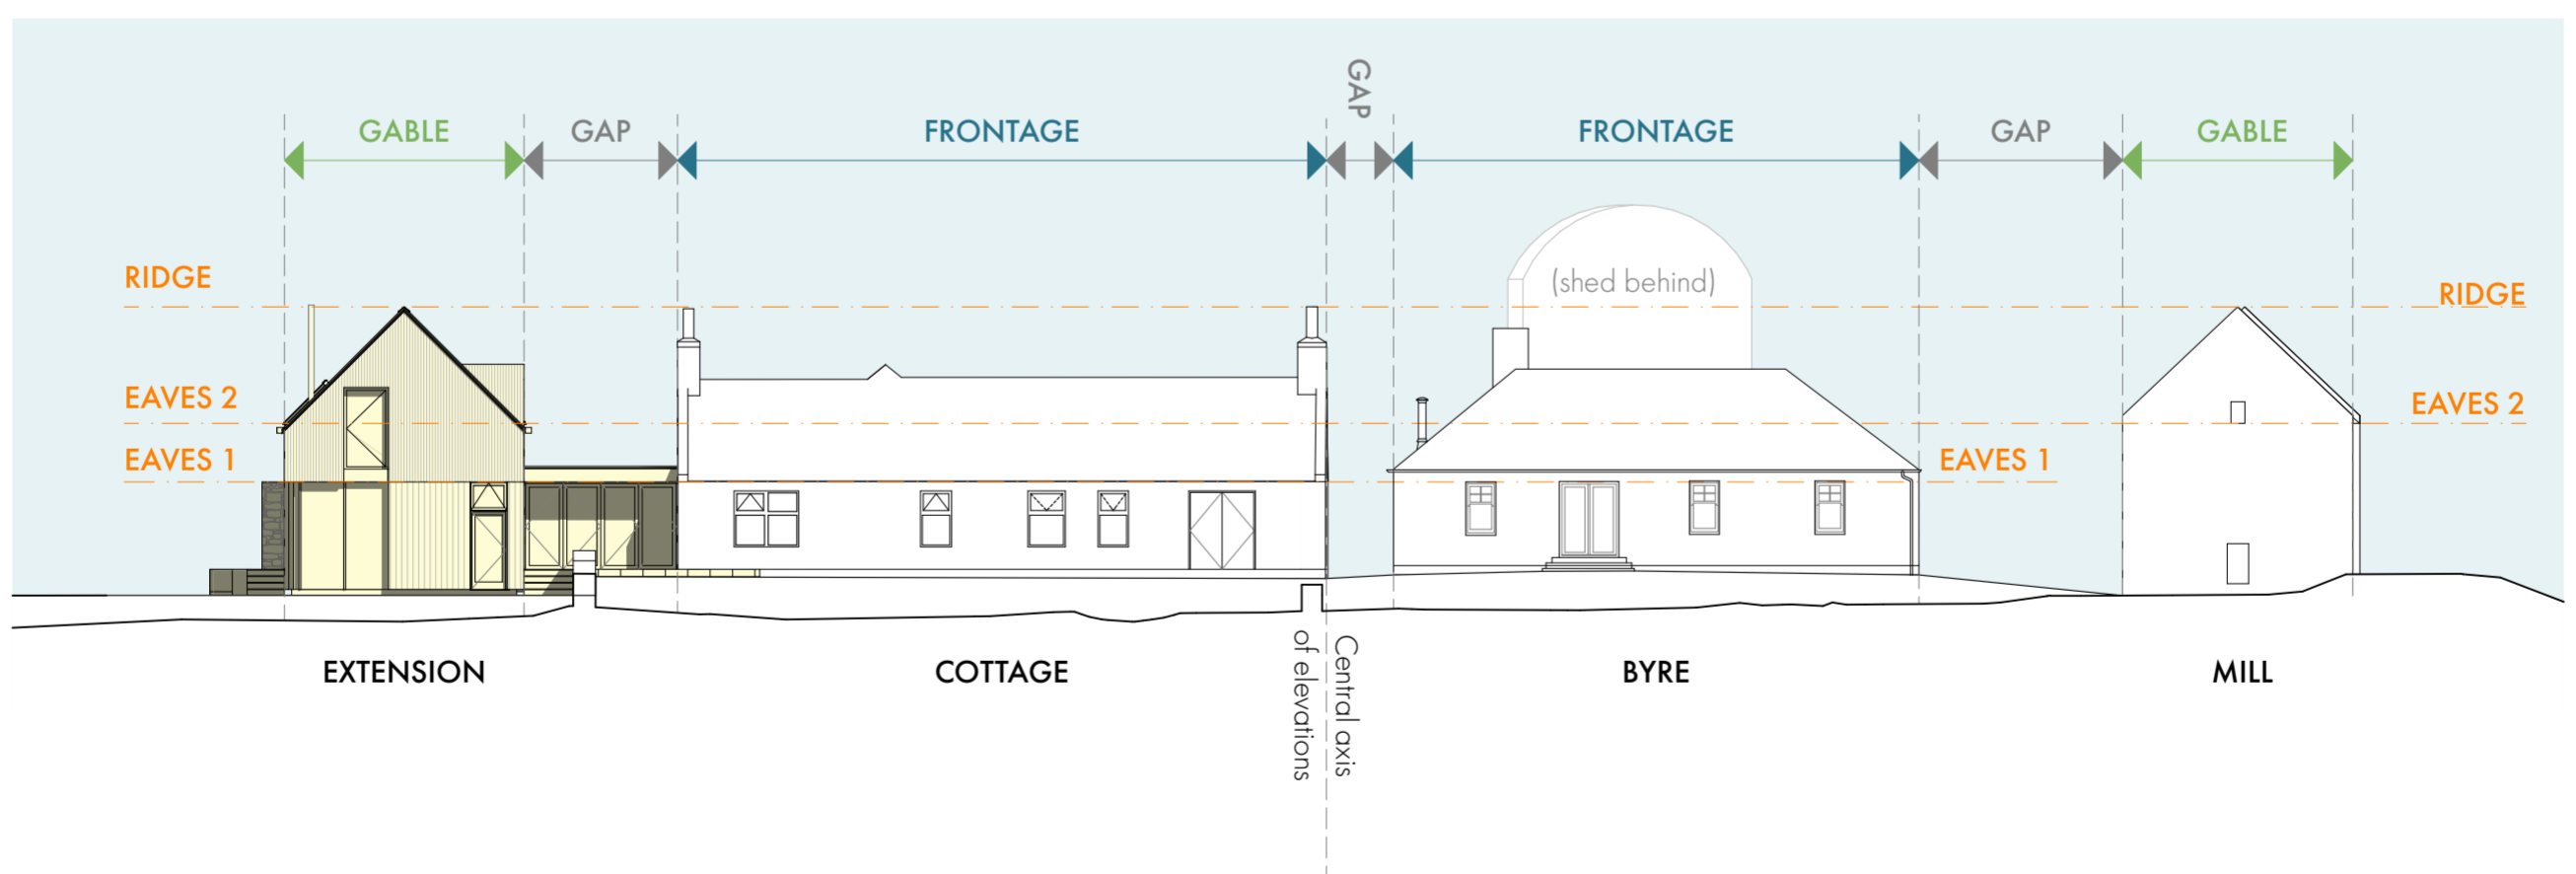 GAP
GABLE
GAP
FRONTAGE
FRONTAGE
GAP
GABLE
RIDGE
(shed behind)
RIDGE
EAVES 2
EAVES 2
EAVES 1
EAVES 1
EXTENSION
COTTAGE
BYRE
MILL
Central axis
of elevations